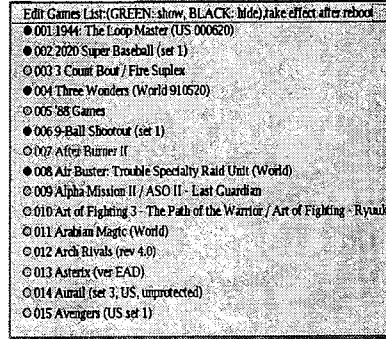 Edit Games List:(GREEN: show, BLACK: hide),take effect after reboot
001 1944: The Loop Master (US 000620)
002 2020 Super Baseball (set 1)
003 3 Count Bout / Fire Suplex
004 Three Wonders (World 910520)
005 '88 Games
006 9-Ball Shootout (set 1)
007 After Burner II
008 Air Buster: Trouble Specialty Raid Unit (World)
009 Alpha Mission II / ASO II - Last Guardian
010 Art of Fighting 3 - The Path of the Warrior / Art of Fighting - Ryuuk
011 Arabian Magic (World)
012 Arch Rivals (rev 4.0)
013 Asterix (ver EAD)
014 Aurail (set 3, US, unprotected)
015 Avengers (US set 1)